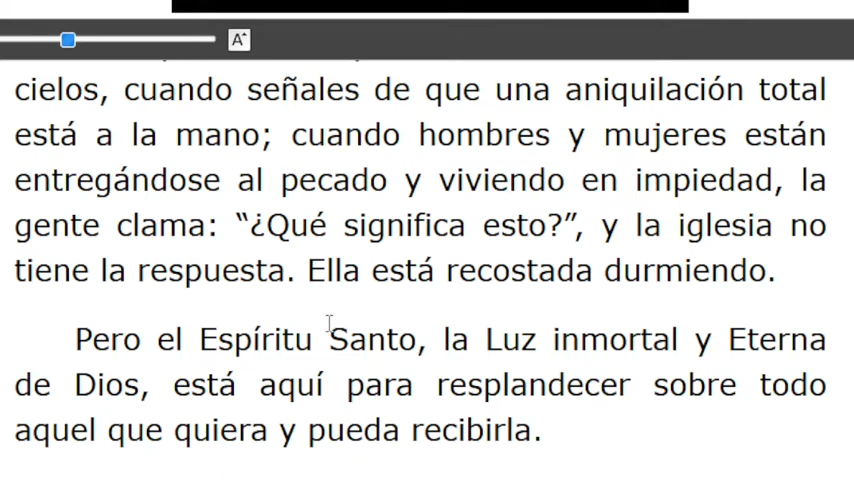 A
cielos, cuando señales de que una aniquilación total
está a la mano; cuando hombres y mujeres están
entregándose al pecado y viviendo en impiedad, la
gente clama: “¿Qué significa esto?”, y la iglesia no
tiene la respuesta. Ella está recostada durmiendo.
Pero el Espíritu Santo, la Luz inmortal y Eterna
de Dios, está aquí para resplandecer sobre todo
aquel que quiera y pueda recibirla.